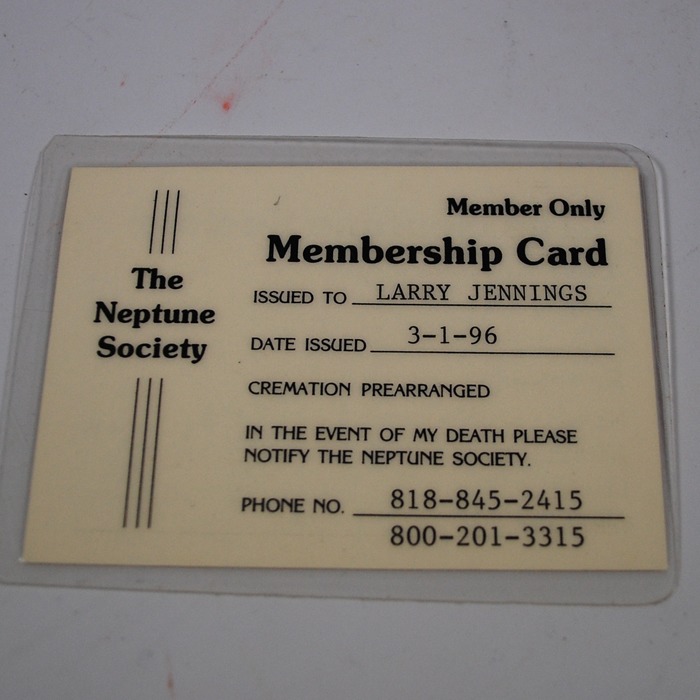 The
Neptune
Society
Member Only
Membership Card
ISSUED TO LARRY JENNINGS
DATE ISSUED 3-1-96
CREMATION PREARRANGED
IN THE EVENT OF MY DEATH PLEASE
NOTIFY THE NEPTUNE SOCIETY.
PHONE NO. 818-845-2415
800-201-3315